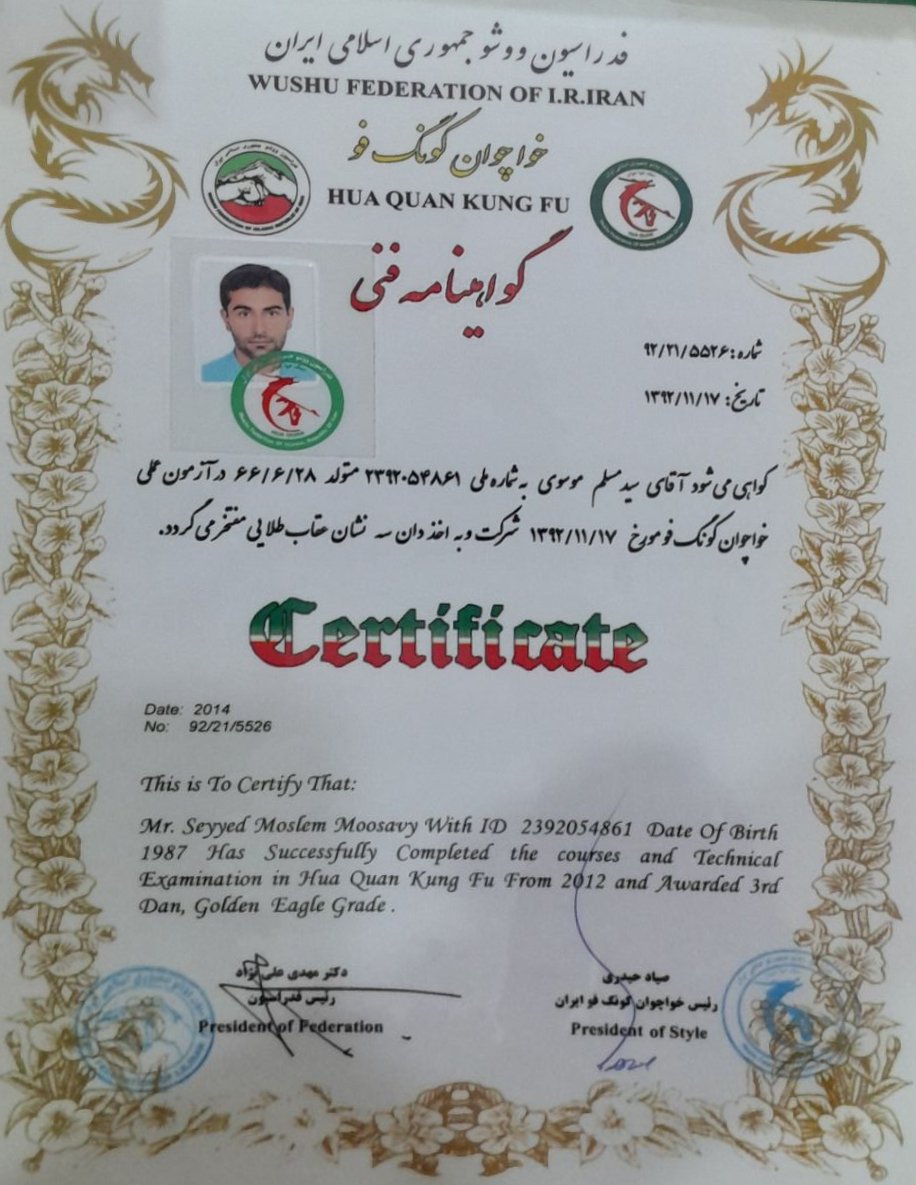 فدراسیون ووشو جمهوری اسلامی ایران
WUSHU FEDERATION OF I.R.IRAN
خواچوان کونگ فو
HUA QUAN KUNG FU
گواهینامه فنی
شماره: ۹۲/۲۱/۵۵۲۶
تاریخ: ۱۳۹۲/۱۱/۱۷
گواهی می شود آقای سید مسلم موسوی به شماره ملی ۲۳۹۲۰۵۴۸۶۱ متولد ۶۶/۶/۲۸ در آزمون عملی
خواچوان کونگ فو مورخ ۱۳۹۲/۱۱/۱۷ شرکت و به اخذ دان سه نشان عقاب طلایی مفتخر می گردد.
Certificate
Date: 2014
No: 92/21/5526
This is To Certify That:
Mr. Seyyed Moslem Moosavy With ID 2392054861 Date Of Birth
1987 Has Successfully Completed the courses and Technical
Examination in Hua Quan Kung Fu From 2012 and Awarded 3rd
Dan, Golden Eagle Grade .
دکتر مهدی علی نژاد
رئیس فدراسیون
President of Federation
صیاد حیدری
رئیس خواچوان کونگ فو ایران
President of Style